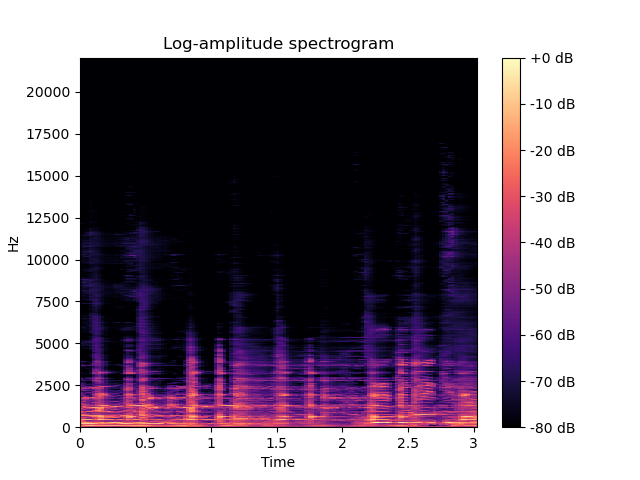 Log-amplitude spectrogram
Hz
20000
17500
15000
12500
10000
7500
5000
2500
0
0 0.5 1 1.5 2 2.5 3
Time
+0 dB
-10 dB
-20 dB
-30 dB
-40 dB
-50 dB
-60 dB
-70 dB
-80 dB